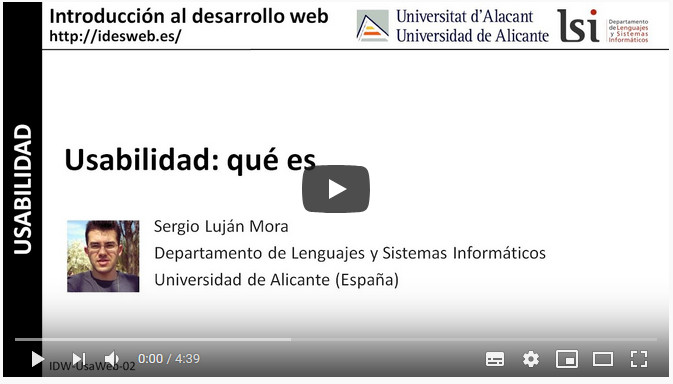 Introducción al desarrollo web
http://idesweb.es/
Universitat d'Alacant
Universidad de Alicante
lsi
Departamento
de Lenguajes
y Sistemas
Informáticos
USABILIDAD
Usabilidad: qué es
Sergio Luján Mora
Departamento de Lenguajes y Sistemas Informáticos
Universidad de Alicante (España)
0:00 / 4:39
IDW-UsaWeb-02